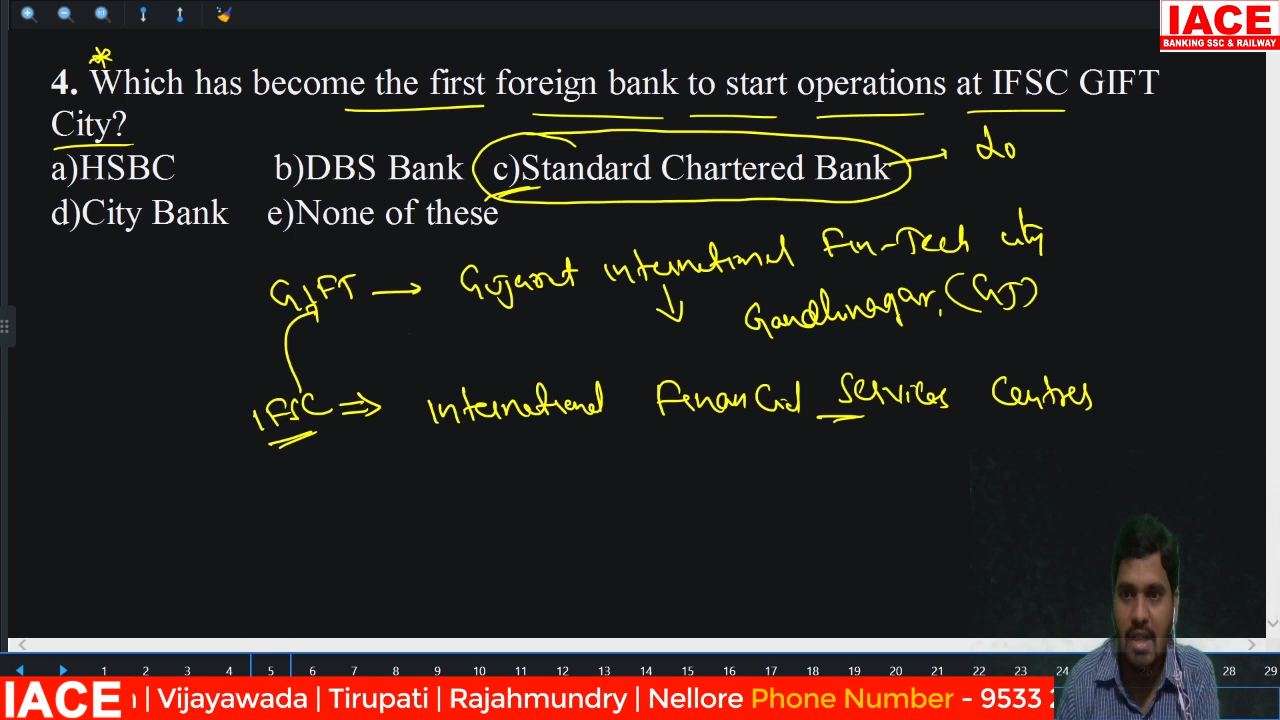 IACE
BANKING SSC & RAILWAY
4. Which has become the first foreign bank to start operations at IFSC GIFT
City?
a)HSBC b)DBS Bank c)Standard Chartered Bank
d)City Bank e)None of these
GIFT → Gujarat international Fin-Tech city
Gandhinagar, (GJ)
IFSC ⇒ International Financial Services Centres
1 2 3 4 5 6 7 8 9 10 11 12 13 14 15 16 17 18 19 20 21 22 23 24 28 29
IACE | Vijayawada | Tirupati | Rajahmundry | Nellore Phone Number - 9533